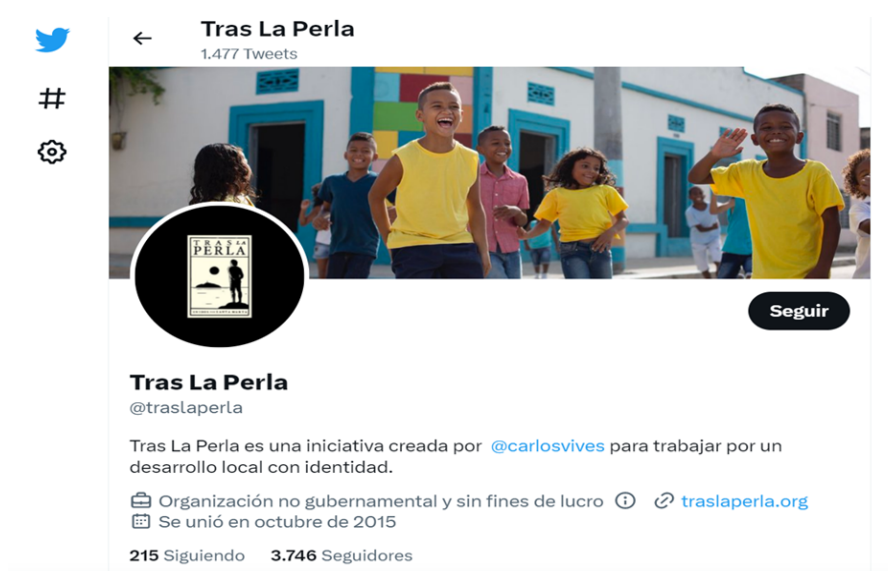 Tras La Perla
1.477 Tweets
TRAS LA
PERLA
Seguir
Tras La Perla
@traslaperla
Tras La Perla es una iniciativa creada por @carlosvives para trabajar por un
desarrollo local con identidad.
Organización no gubernamental y sin fines de lucro traslaperla.org
Se unió en octubre de 2015
215 Siguiendo 3.746 Seguidores